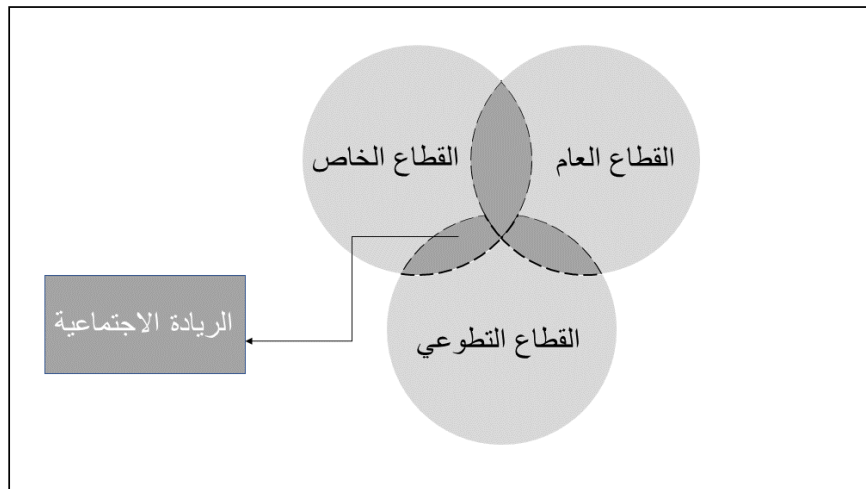 القطاع العام
القطاع الخاص
الريادة الاجتماعية
القطاع التطوعي